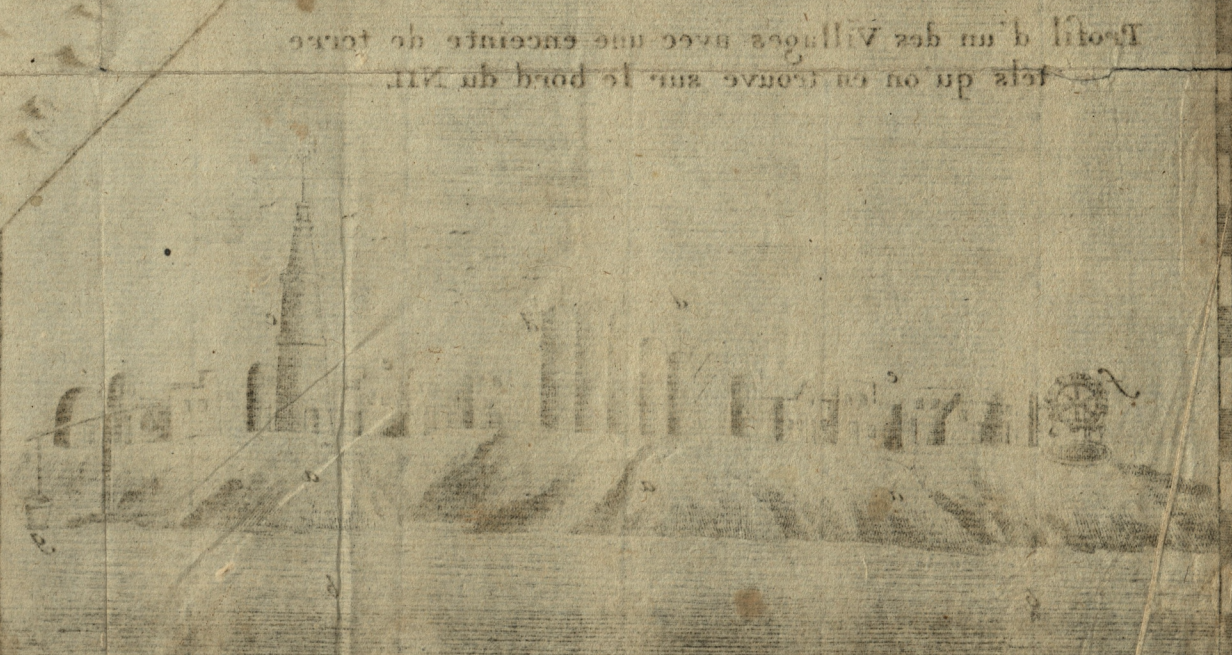 Profil d'un des Villages avec une enceinte de terre
tels qu'on en trouve sur le bord du NIL.
d
d
c
e
e
f
a
a
a
g
b
g